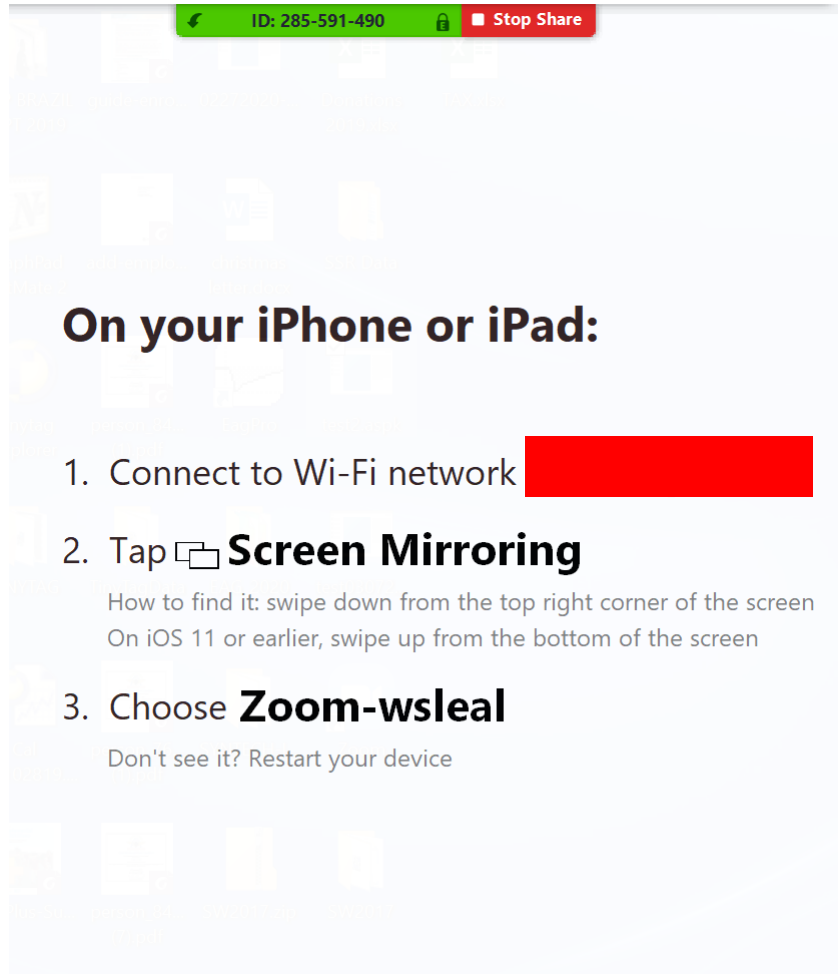 ID: 285-591-490
Stop Share
On your iPhone or iPad:
1. Connect to Wi-Fi network
2. Tap Screen Mirroring
How to find it: swipe down from the top right corner of the screen
On iOS 11 or earlier, swipe up from the bottom of the screen
3. Choose Zoom-wsleal
Don't see it? Restart your device